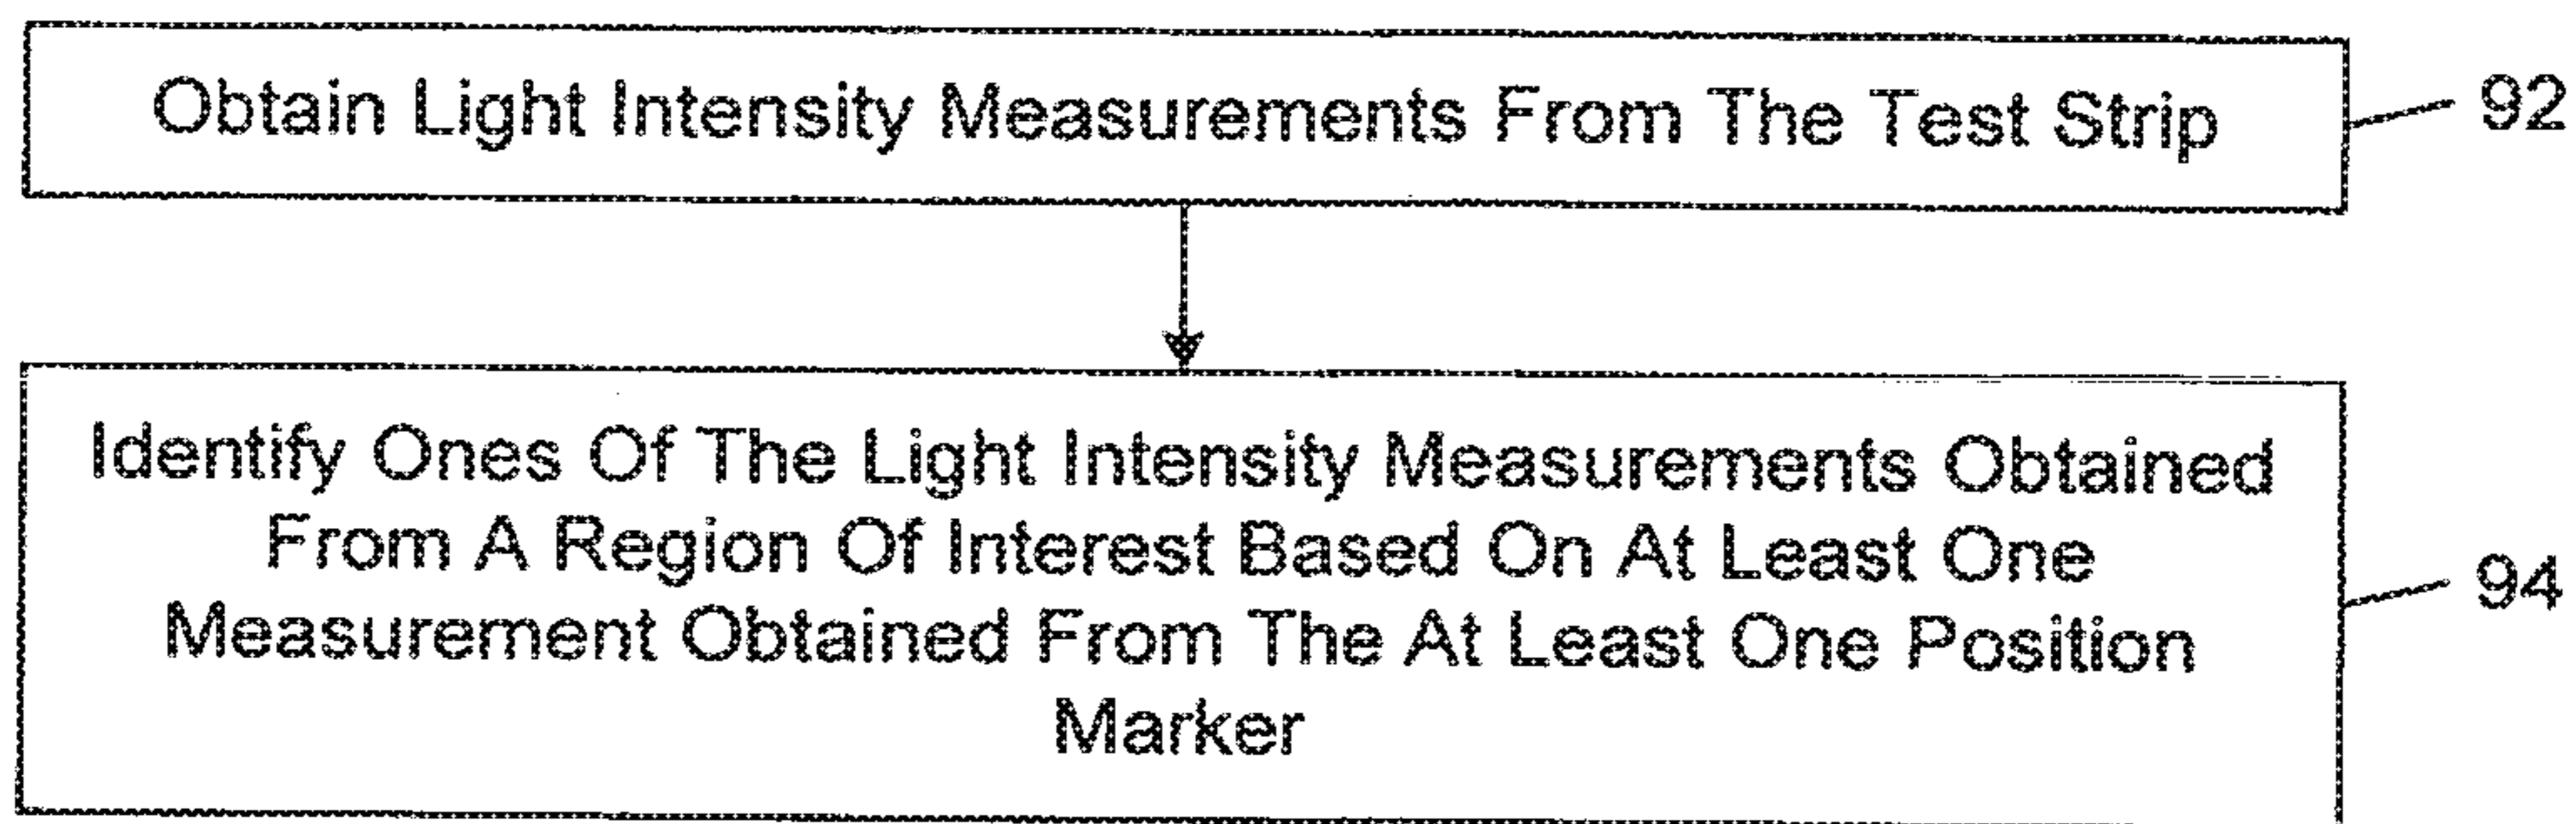 Obtain Light Intensity Measurements From The Test Strip
92
Identify Ones Of The Light Intensity Measurements Obtained
From A Region Of Interest Based On At Least One
Measurement Obtained From The At Least One Position
Marker
94